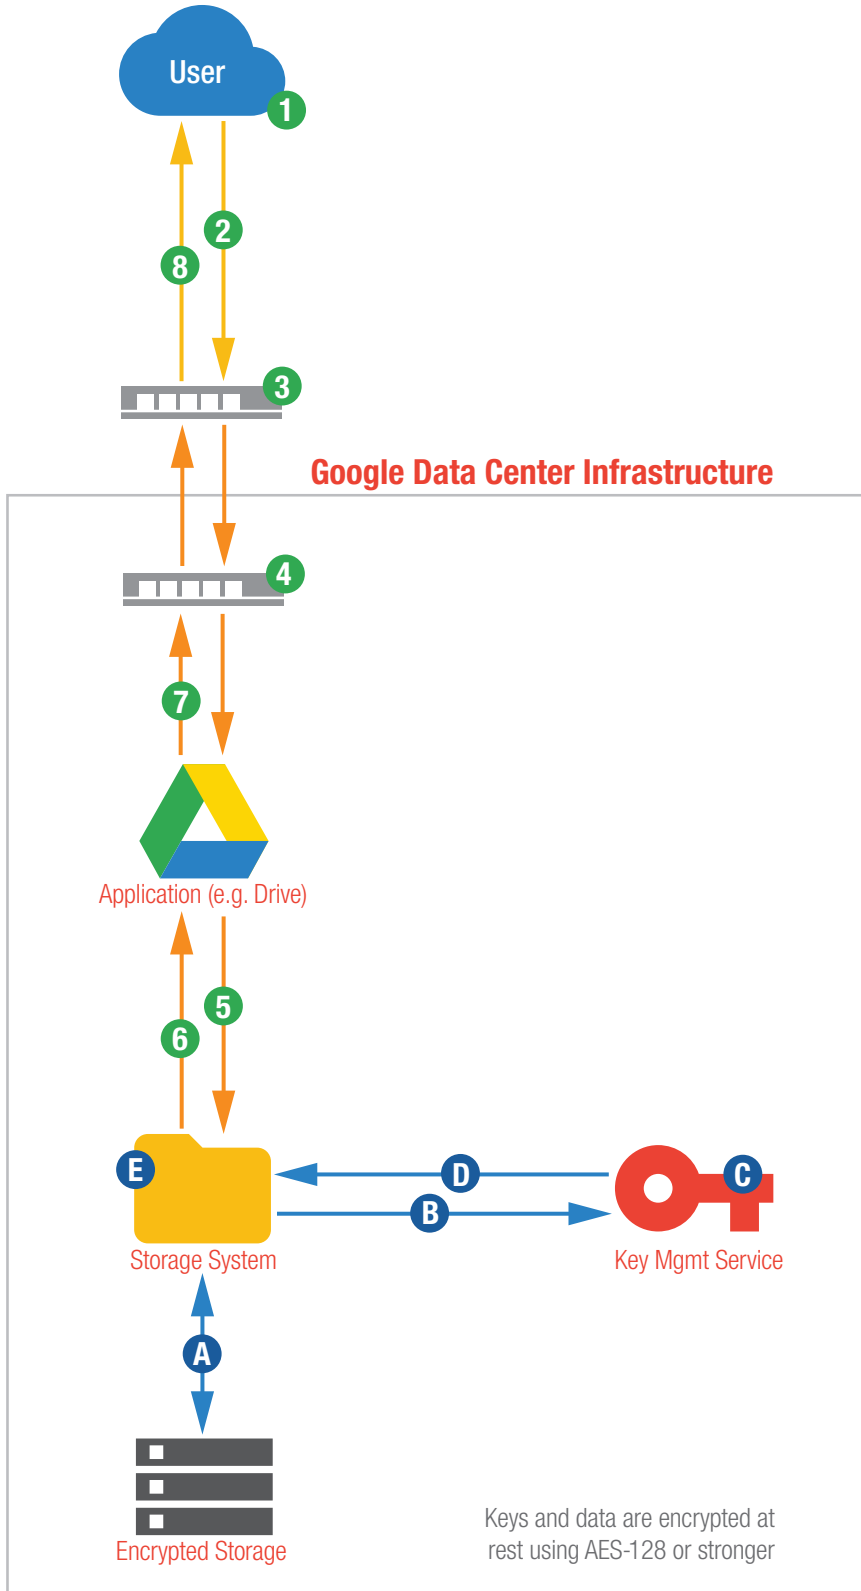 User
1
2
8
3
Google Data Center Infrastructure
4
7
Application (e.g. Drive)
5
6
E
D
C
B
Storage System
Key Mgmt Service
A
Keys and data are encrypted at
rest using AES-128 or stronger
Encrypted Storage